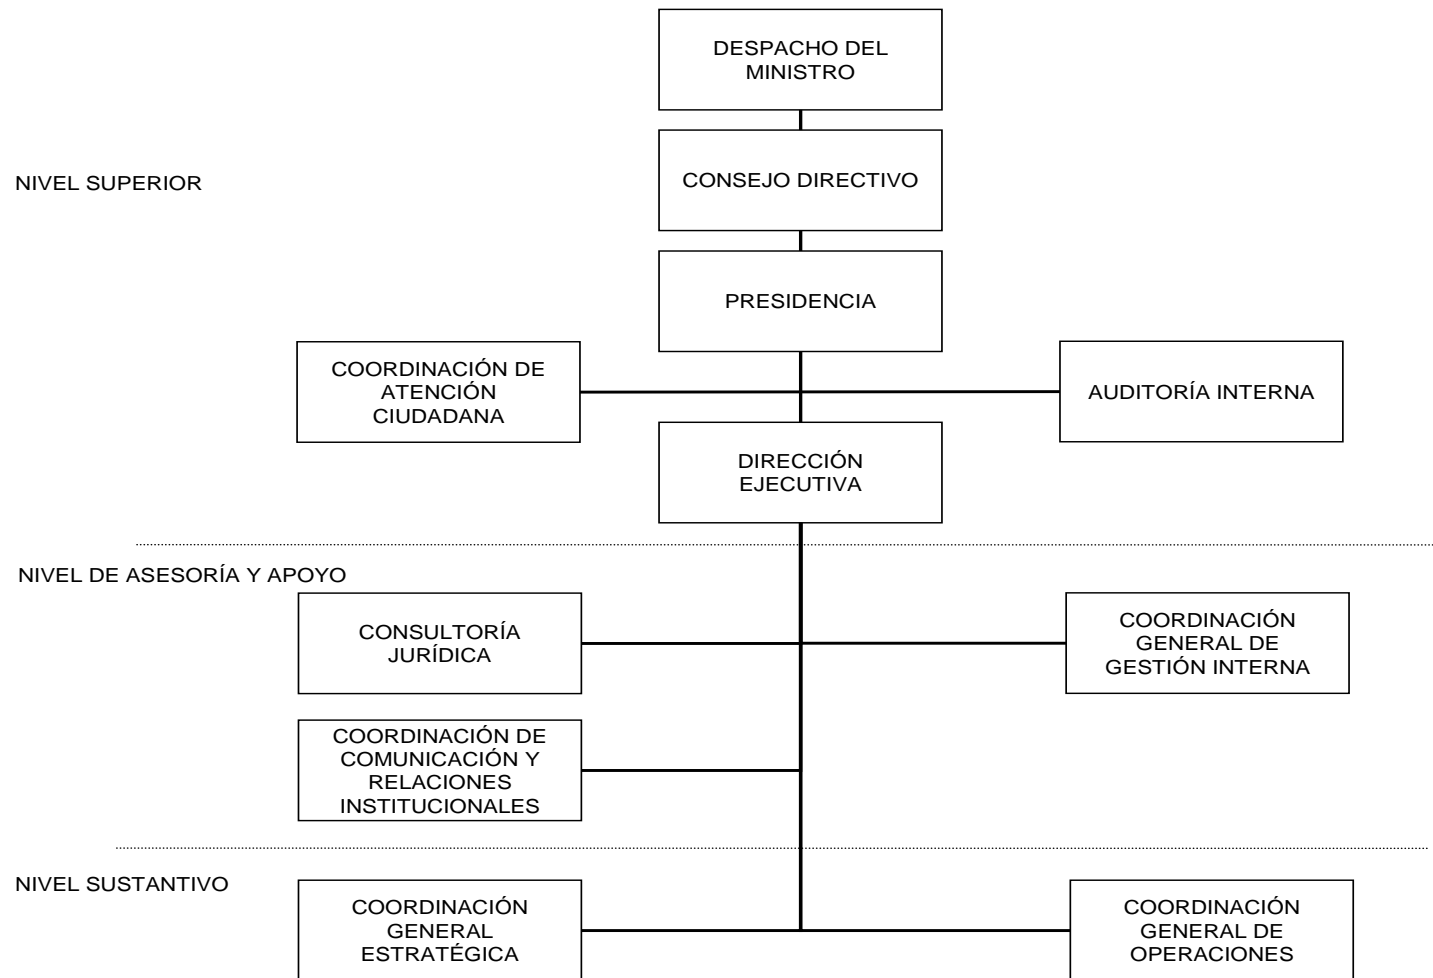 DESPACHO DEL
MINISTRO
NIVEL SUPERIOR
CONSEJO DIRECTIVO
PRESIDENCIA
COORDINACIÓN DE
ATENCIÓN
CIUDADANA
AUDITORÍA INTERNA
DIRECCIÓN
EJECUTIVA
NIVEL DE ASESORÍA Y APOYO
CONSULTORÍA
JURÍDICA
COORDINACIÓN
GENERAL DE
GESTIÓN INTERNA
COORDINACIÓN DE
COMUNICACIÓN Y
RELACIONES
INSTITUCIONALES
NIVEL SUSTANTIVO
COORDINACIÓN
GENERAL
ESTRATÉGICA
COORDINACIÓN
GENERAL DE
OPERACIONES